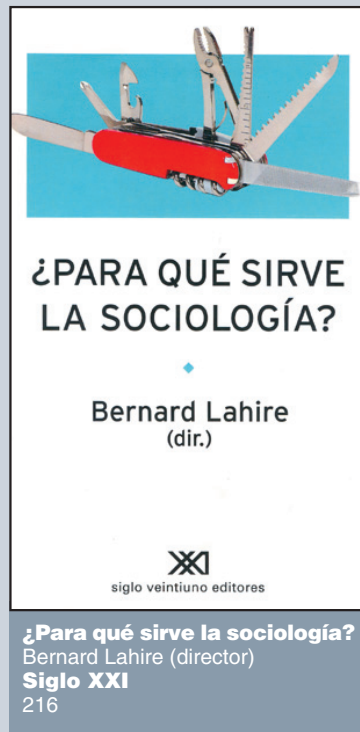 ¿PARA QUÉ SIRVE
LA SOCIOLOGÍA?
Bernard Lahire
(dir.)
XXI
siglo veintiuno editores
¿Para qué sirve la sociología?
Bernard Lahire (director)
Siglo XXI
216